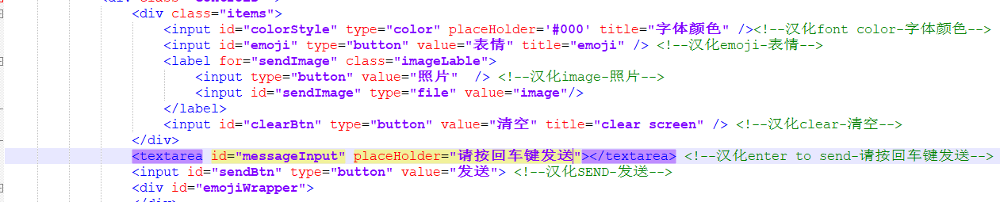 <div class="items">
<input id="colorStyle" type="color" placeHolder='#000' title="字体颜色" /><!--汉化font color-字体颜色-->
<input id="emoji" type="button" value="表情" title="emoji" /> <!--汉化emoji-表情-->
<label for="sendImage" class="imageLable">
<input type="button" value="照片"  /> <!--汉化image-照片-->
<input id="sendImage" type="file" value="image"/>
</label>
<input id="clearBtn" type="button" value="清空" title="clear screen" /> <!--汉化clear-清空-->
</div>
<textarea id="messageInput" placeHolder="请按回车键发送"></textarea> <!--汉化enter to send-请按回车键发送-->
<input id="sendBtn" type="button" value="发送"> <!--汉化SEND-发送-->
<div id="emojiWrapper">